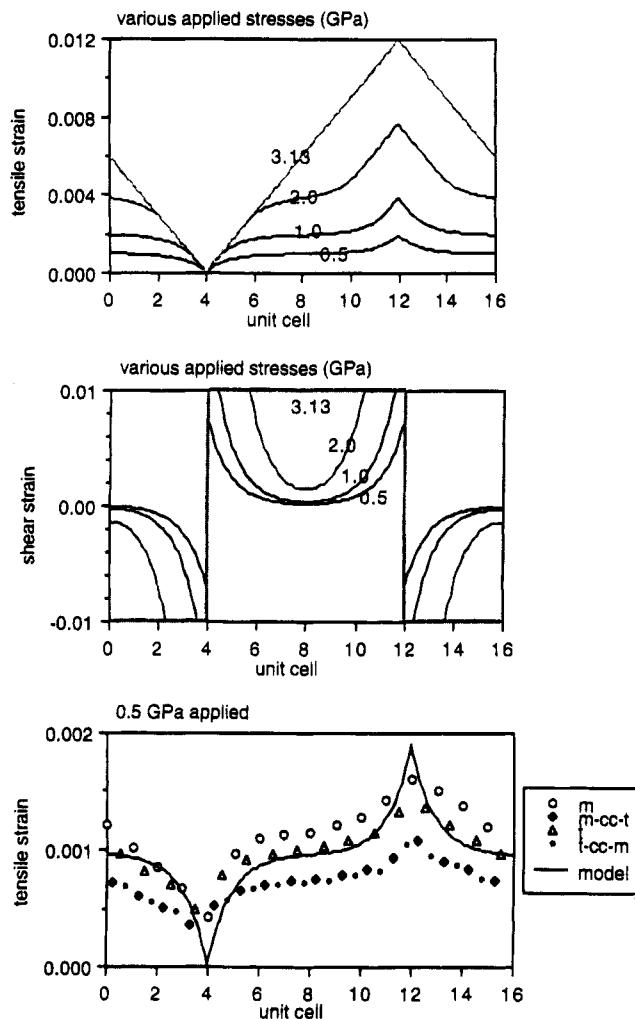 various applied stresses (GPa)
0.012
0.008
0.004
0.000
tensile strain
3.13
2.0
1.0
0.5
0 2 4 6 8 10 12 14 16
unit cell
various applied stresses (GPa)
0.01
0.00
-0.01
shear strain
3.13
2.0
1.0
0.5
0 2 4 6 8 10 12 14 16
unit cell
0.5 GPa applied
0.002
0.001
0.000
tensile strain
0 2 4 6 8 10 12 14 16
unit cell
m
m-cc-t
t
t-cc-m
model